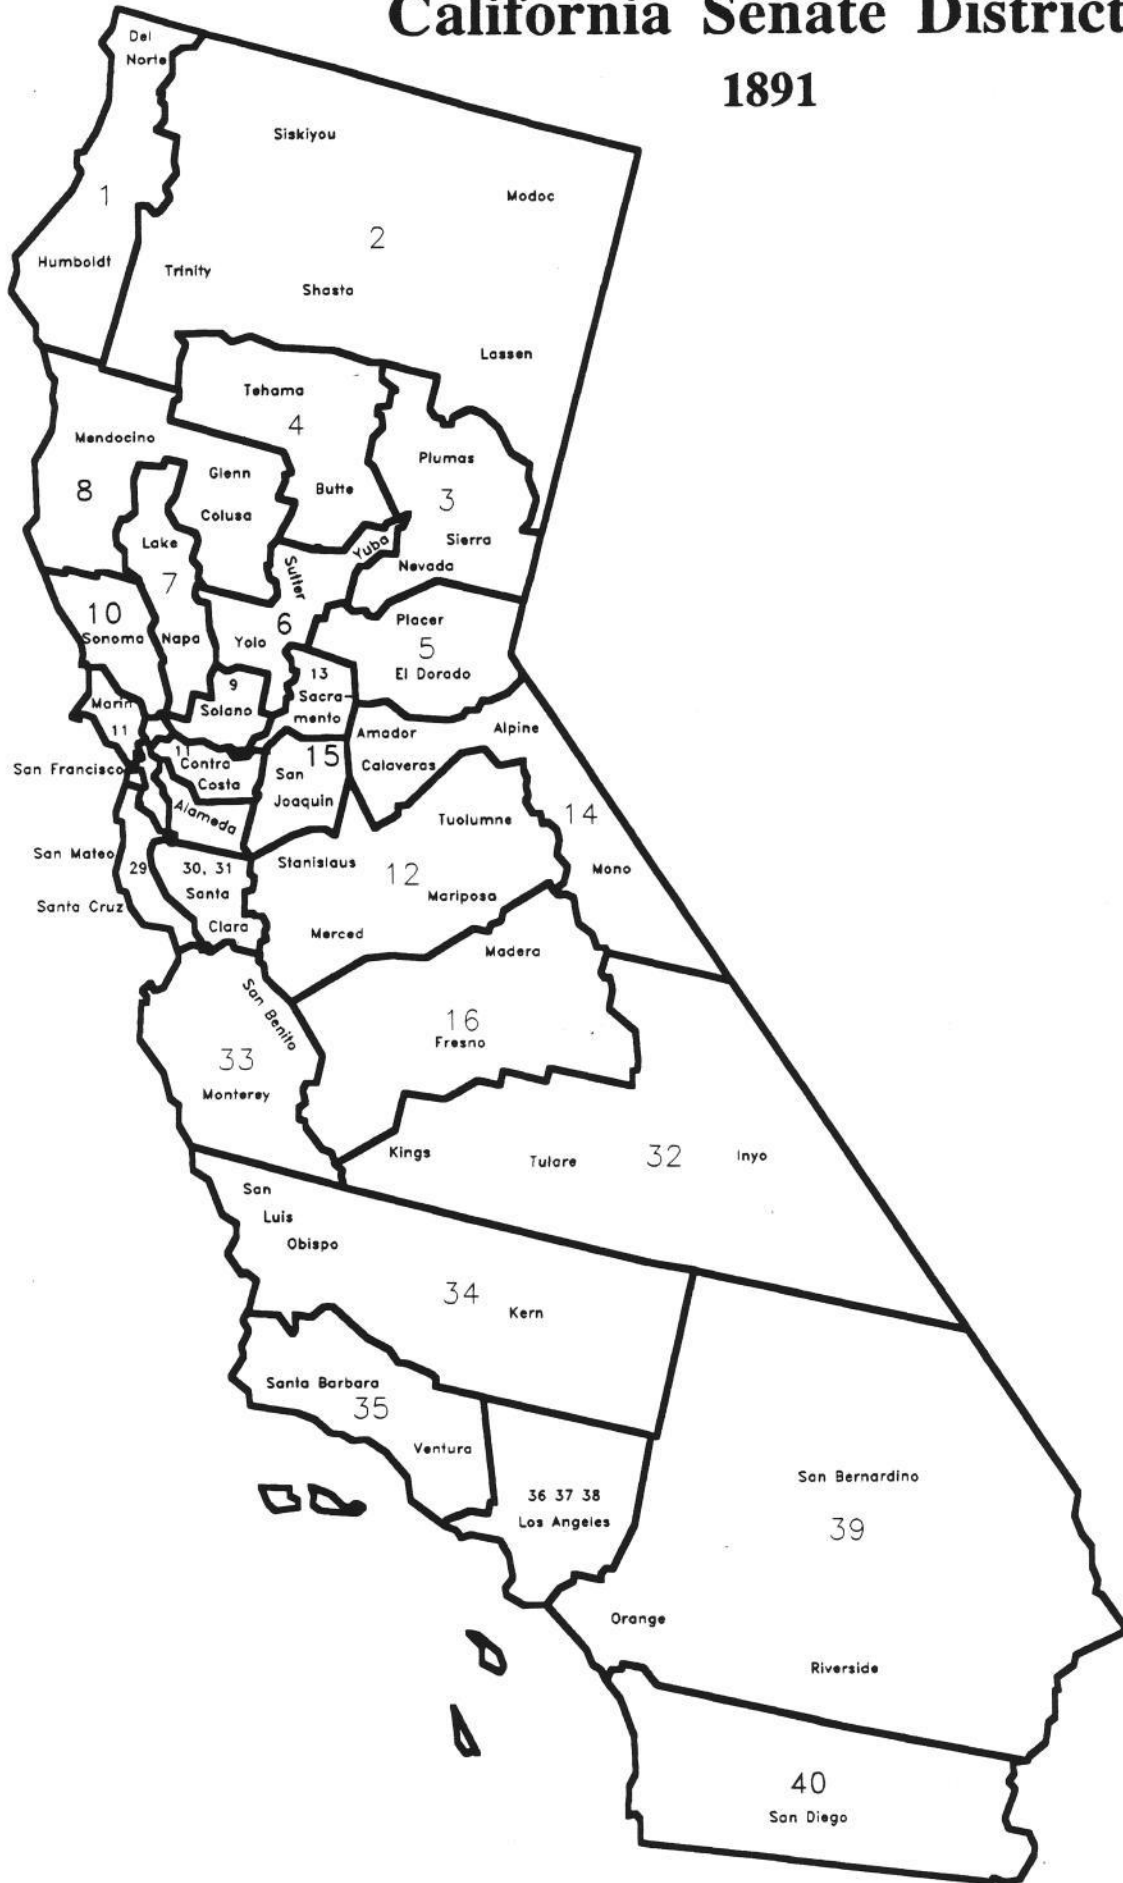 California Senate District
1891
Del
Norte
Siskiyou
Modoc
1
2
Humboldt
Trinity
Shasta
Lassen
Tehama
4
Mendocino
Plumas
Glenn
8
Butte
3
Colusa
Lake
Yuba
Sierra
Sutter
Nevada
7
10
Sonoma
Napa
Yolo
6
Placer
5
El Dorado
9
Solano
13
Sacra-
mento
Marin
11
Amador
Alpine
San Francisco
11
Contra
Costa
15
San
Joaquin
Calaveras
Alameda
Tuolumne
14
San Mateo
29
30, 31
Santa
Clara
Stanislaus
12
Mariposa
Mono
Santa Cruz
Merced
Madera
San Benito
16
Fresno
33
Monterey
Kings
Tulare
32
Inyo
San
Luis
Obispo
34
Kern
Santa Barbara
35
Ventura
36 37 38
Los Angeles
San Bernardino
39
Orange
Riverside
40
San Diego